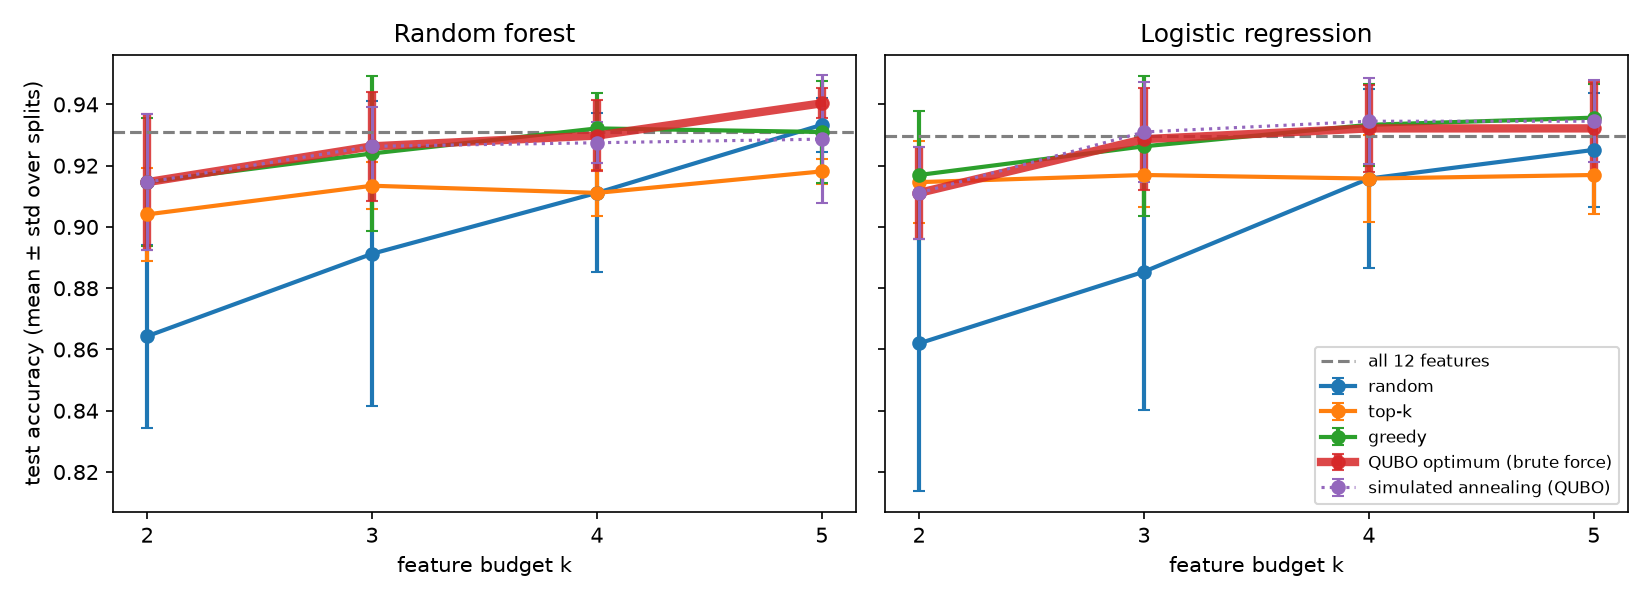 Random forest
Logistic regression
test accuracy (mean ± std over splits)
0.94
0.92
0.90
0.88
0.86
0.84
0.82
2 3 4 5
2 3 4 5
feature budget k
feature budget k
all 12 features
random
top-k
greedy
QUBO optimum (brute force)
simulated annealing (QUBO)